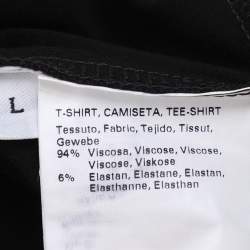 L
T-SHIRT, CAMISETA, TEE-SHIRT
Tessuto, Fabric, Tejido, Tissut,
Gewebe
94% Viscosa, Viscose, Viscose,
Viscosa, Viskose
6% Elastan, Elastane, Elastan,
Elasthanne, Elasthan